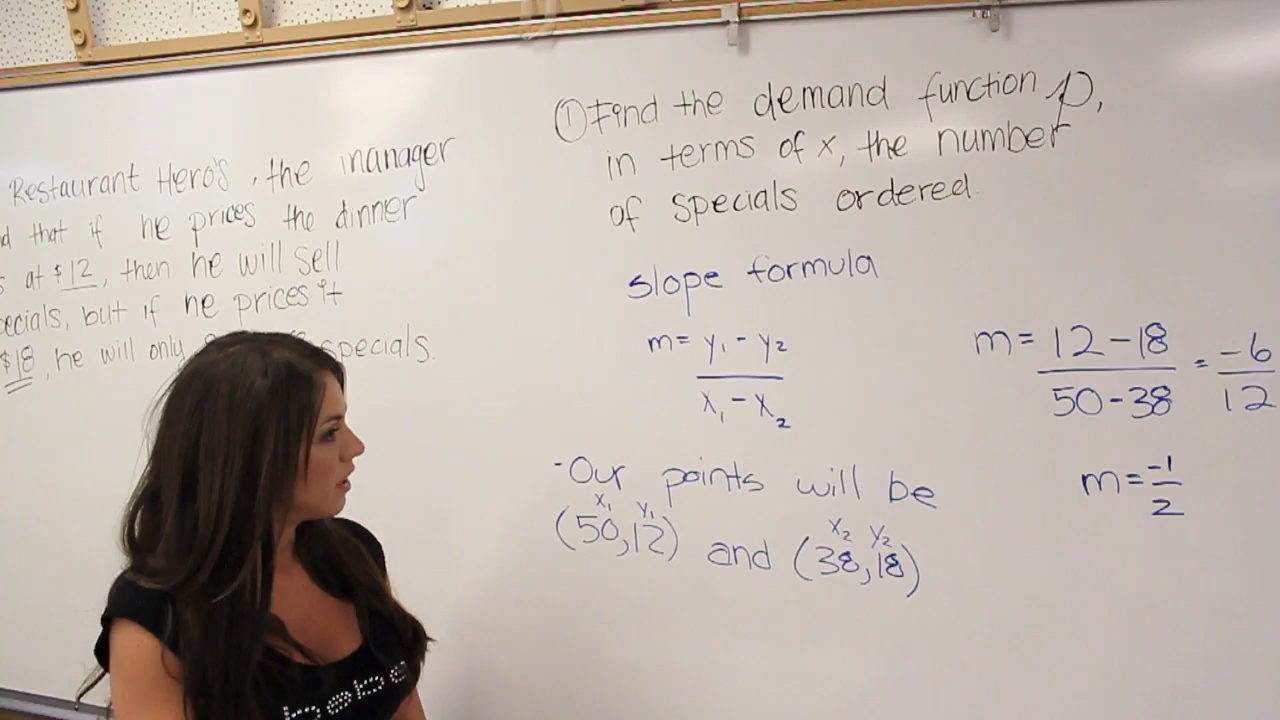 Restaurant Hero's, the manager
d that if he prices the dinner
s at $12, then he will sell
ecials, but if he prices it
$18, he will only specials.
① Find the demand function p,
in terms of x, the number
of specials ordered.
slope formula
m= y₁ - y₂
x₁ - x₂
- Our points will be
x₁ y₁
(50,12) and (38,18)
x₂ y₂
m= 12-18 = -6
50-38 12
m= -1
2
bebe